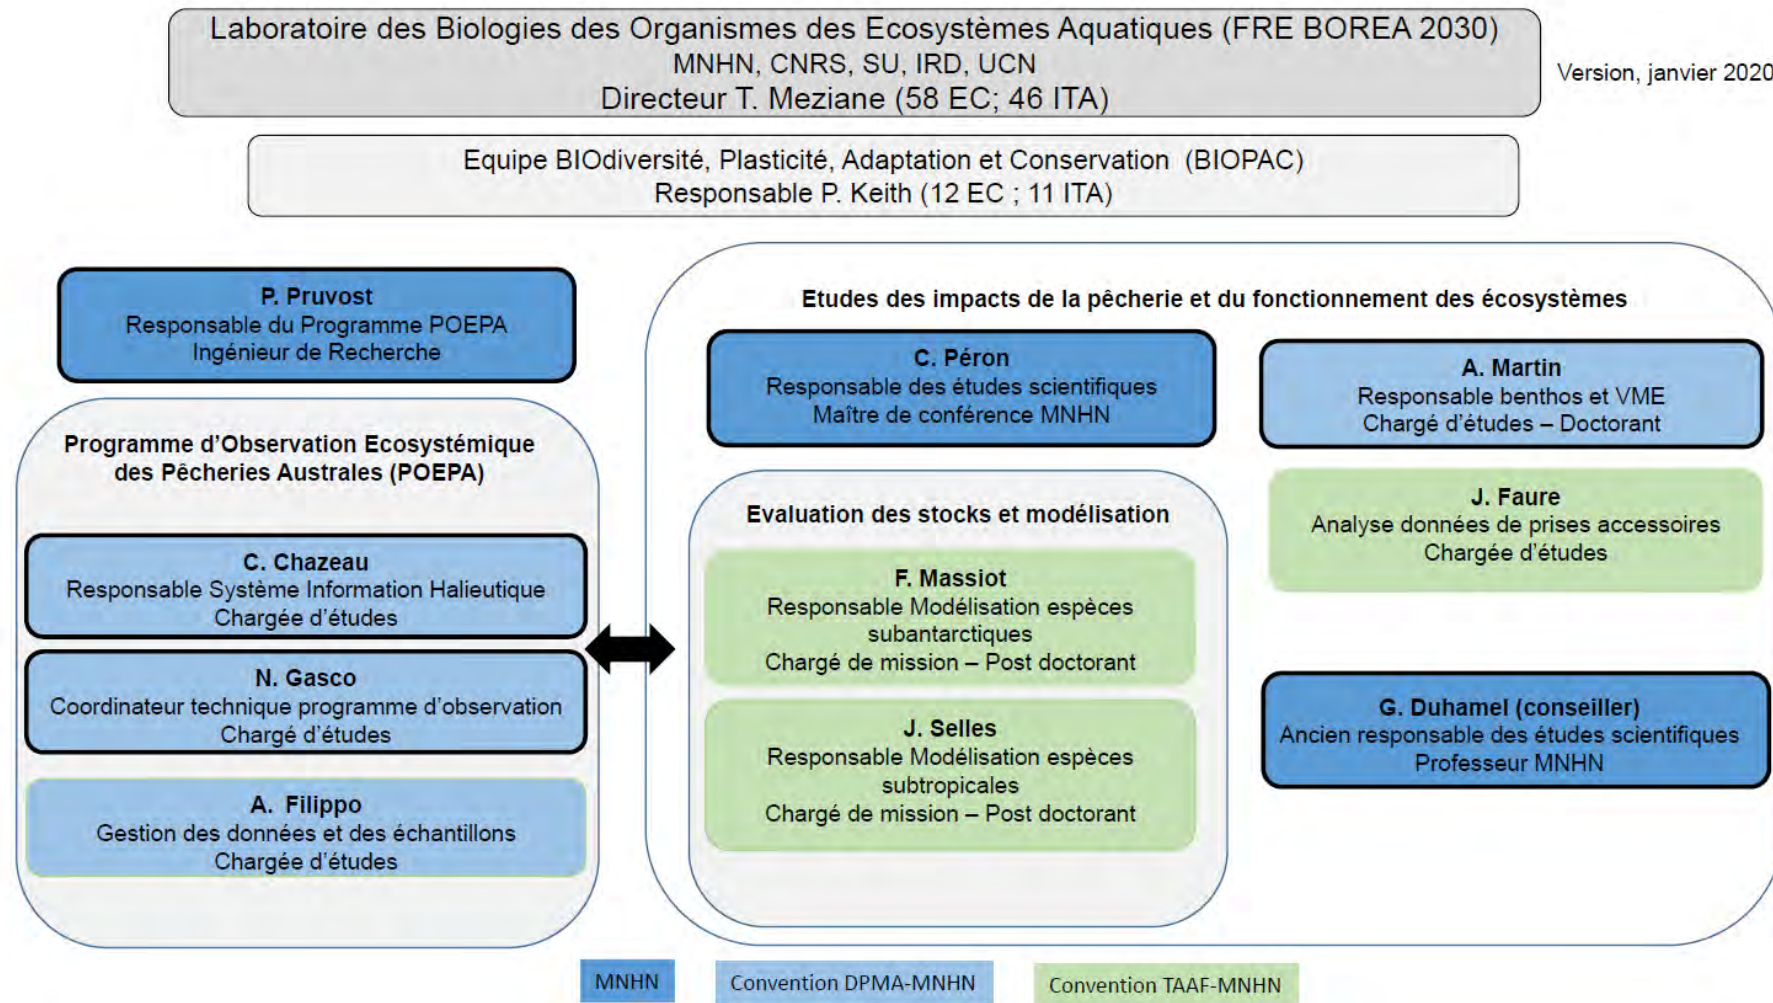 Laboratoire des Biologies des Organismes des Ecosystèmes Aquatiques (FRE BOREA 2030)
MNHN, CNRS, SU, IRD, UCN
Directeur T. Meziane (58 EC; 46 ITA)
Version, janvier 2020
Equipe BIOdiversité, Plasticité, Adaptation et Conservation (BIOPAC)
Responsable P. Keith (12 EC ; 11 ITA)
P. Pruvost
Responsable du Programme POEPA
Ingénieur de Recherche
Programme d'Observation Ecosystémique
des Pêcheries Australes (POEPA)
C. Chazeau
Responsable Système Information Halieutique
Chargée d'études
N. Gasco
Coordinateur technique programme d'observation
Chargé d'études
A. Filippo
Gestion des données et des échantillons
Chargée d'études
Etudes des impacts de la pêcherie et du fonctionnement des écosystèmes
C. Péron
Responsable des études scientifiques
Maître de conférence MNHN
Evaluation des stocks et modélisation
F. Massiot
Responsable Modélisation espèces
subantarctiques
Chargé de mission – Post doctorant
J. Selles
Responsable Modélisation espèces
subtropicales
Chargé de mission – Post doctorant
A. Martin
Responsable benthos et VME
Chargé d'études – Doctorant
J. Faure
Analyse données de prises accessoires
Chargée d'études
G. Duhamel (conseiller)
Ancien responsable des études scientifiques
Professeur MNHN
MNHN
Convention DPMA-MNHN
Convention TAAF-MNHN